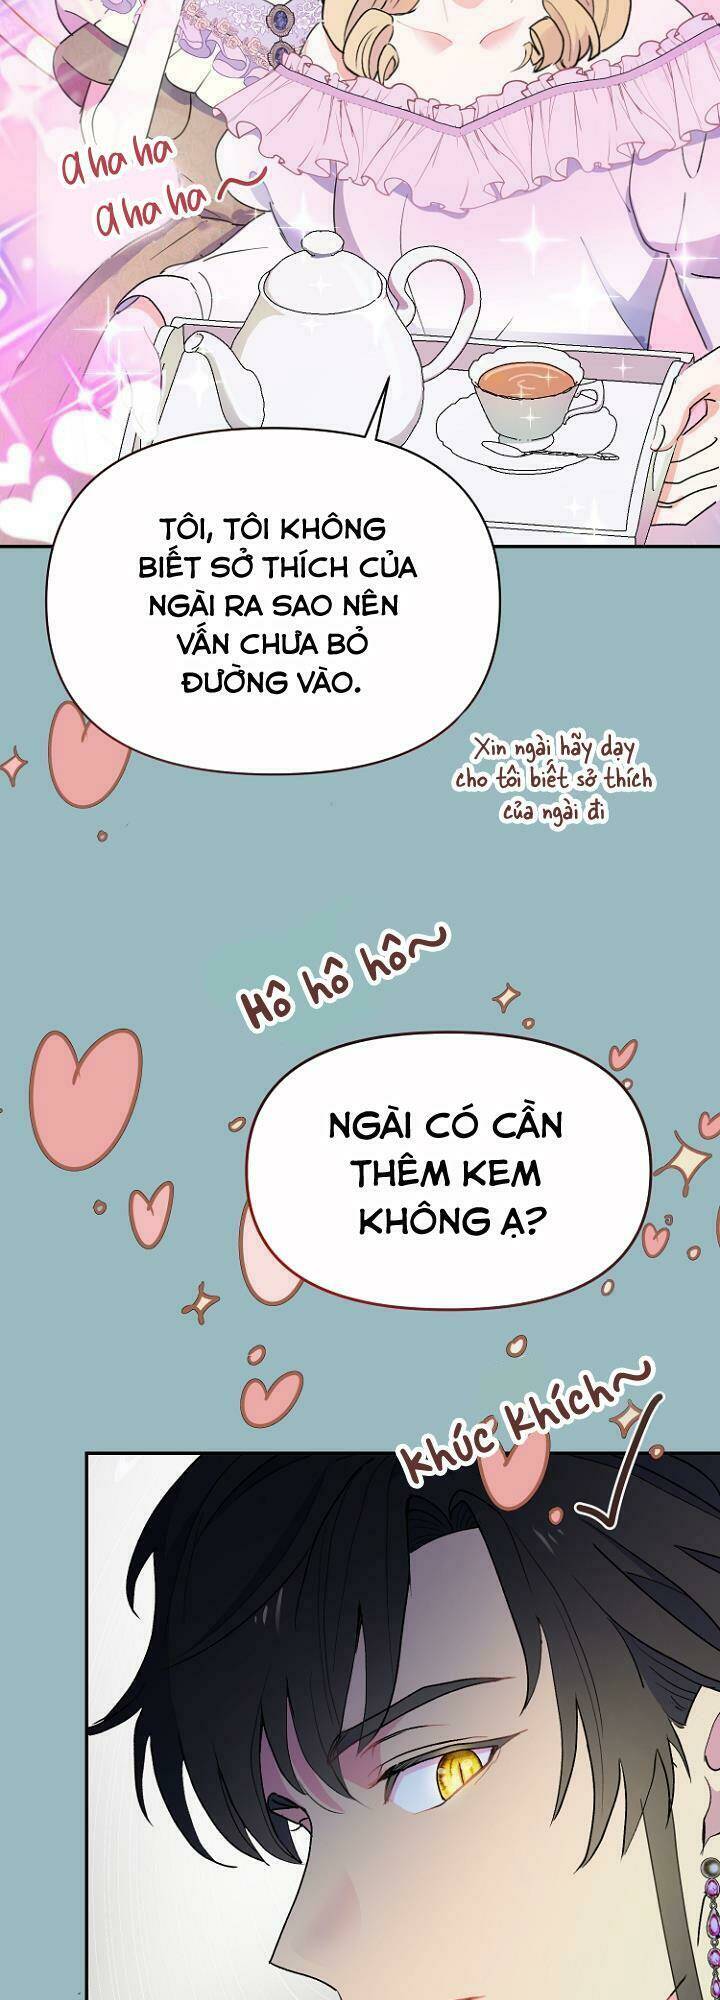 a ha ha
a ha ha~
TÔI, TÔI KHÔNG
BIẾT SỞ THÍCH CỦA
NGÀI RA SAO NÊN
VẤN CHƯA BỎ
ĐƯỜNG VÀO.
Xin ngài hãy dạy
cho tôi biết sở thích
của ngài đi
Hô hô hô~
NGÀI CÓ CẦN
THÊM KEM
KHÔNG Ạ?
khúc khích~